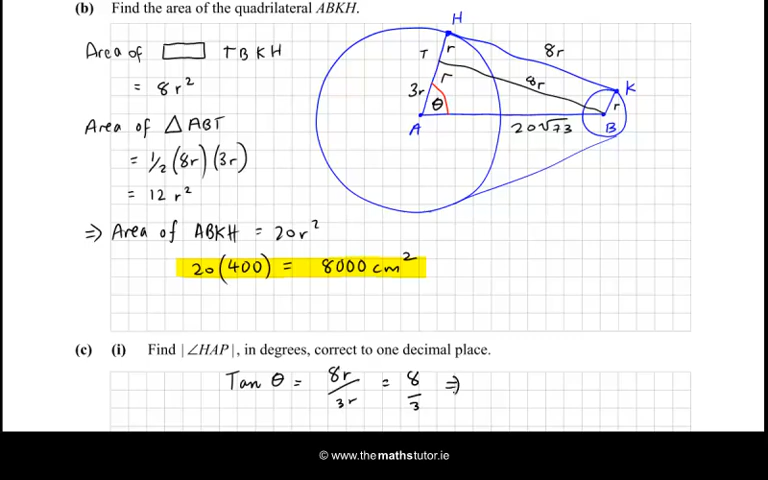 (b) Find the area of the quadrilateral ABKH.
Area of ▭ TBKH
= 8r²
Area of △ ABT
= 1/2 (8r)(3r)
= 12 r²
⇒ Area of ABKH = 20r²
20(400) = 8000 cm²
H
T r
8r
8r
K
3r
θ
r
A
20√73
B
(c) (i) Find |∠HAP|, in degrees, correct to one decimal place.
Tan θ = 8r/3r = 8/3 ⇒
© www.themathstutor.ie